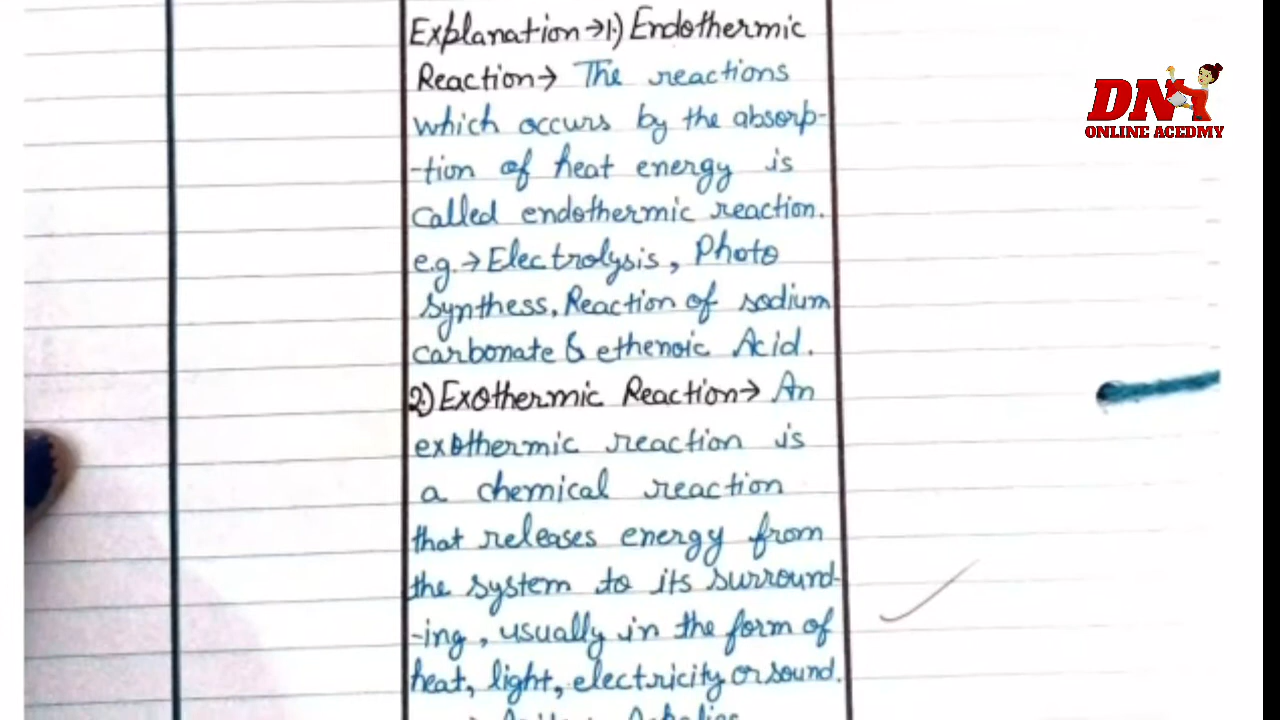 Explanation→1.) Endothermic
Reaction→ The reactions
which occurs by the absorp-
-tion of heat energy is
called endothermic reaction.
e.g.→Electrolysis, Photo
synthess, Reaction of sodium
carbonate & ethenoic Acid.
2.) Exothermic Reaction→ An
exothermic reaction is
a chemical reaction
that releases energy from
the system to its surround-
-ing, usually in the form of
heat, light, electricity or sound.
DN
ONLINE ACEDMY